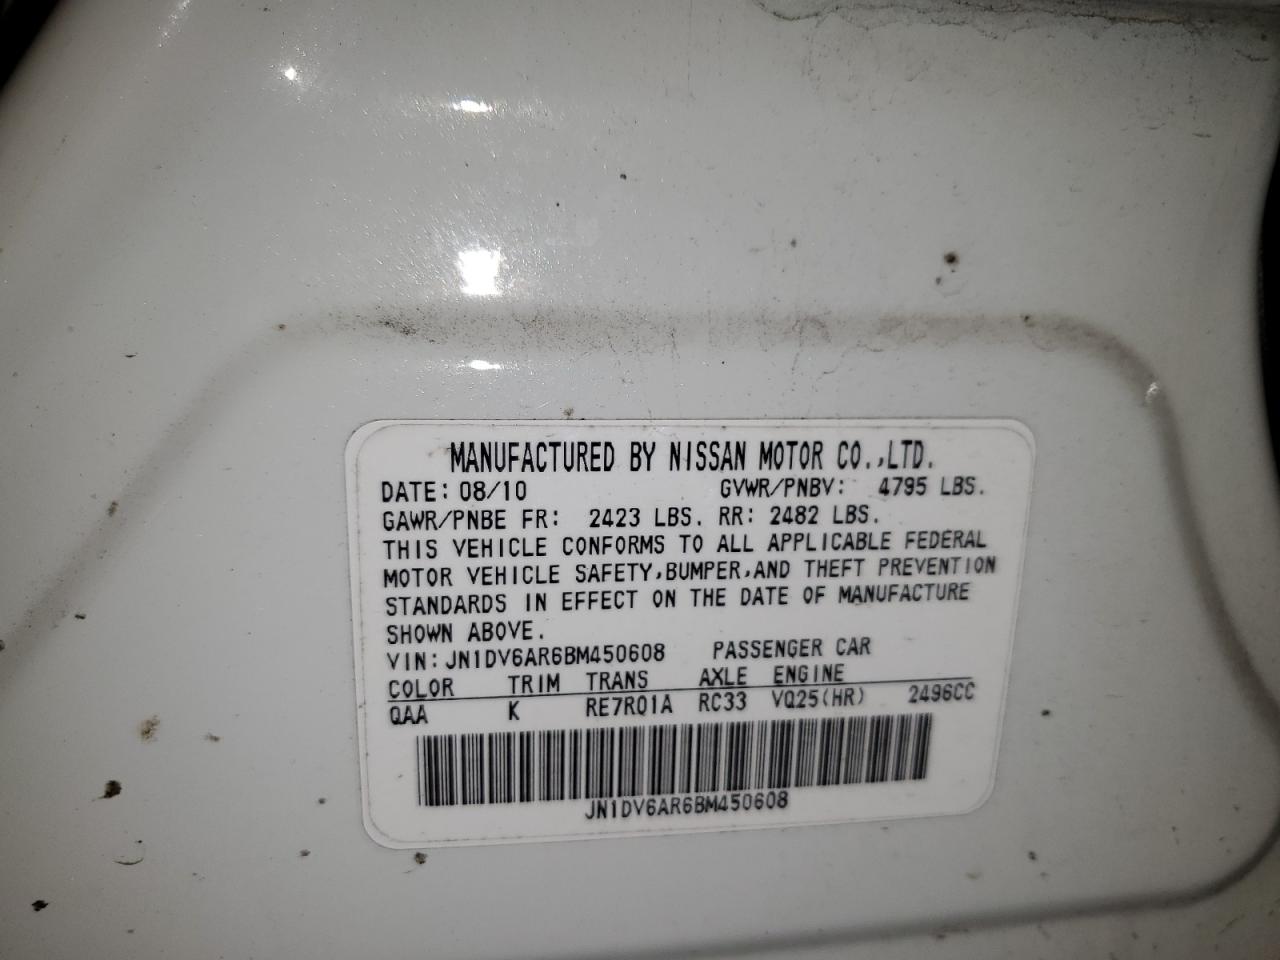 MANUFACTURED BY NISSAN MOTOR CO.,LTD.
DATE: 08/10 GVWR/PNBV: 4795 LBS.
GAWR/PNBE FR: 2423 LBS. RR: 2482 LBS.
THIS VEHICLE CONFORMS TO ALL APPLICABLE FEDERAL
MOTOR VEHICLE SAFETY,BUMPER,AND THEFT PREVENTION
STANDARDS IN EFFECT ON THE DATE OF MANUFACTURE
SHOWN ABOVE.
VIN: JN1DV6AR6BM450608 PASSENGER CAR
COLOR TRIM TRANS AXLE ENGINE
QAA K RE7R01A RC33 VQ25(HR) 2496CC
JN1DV6AR6BM450608